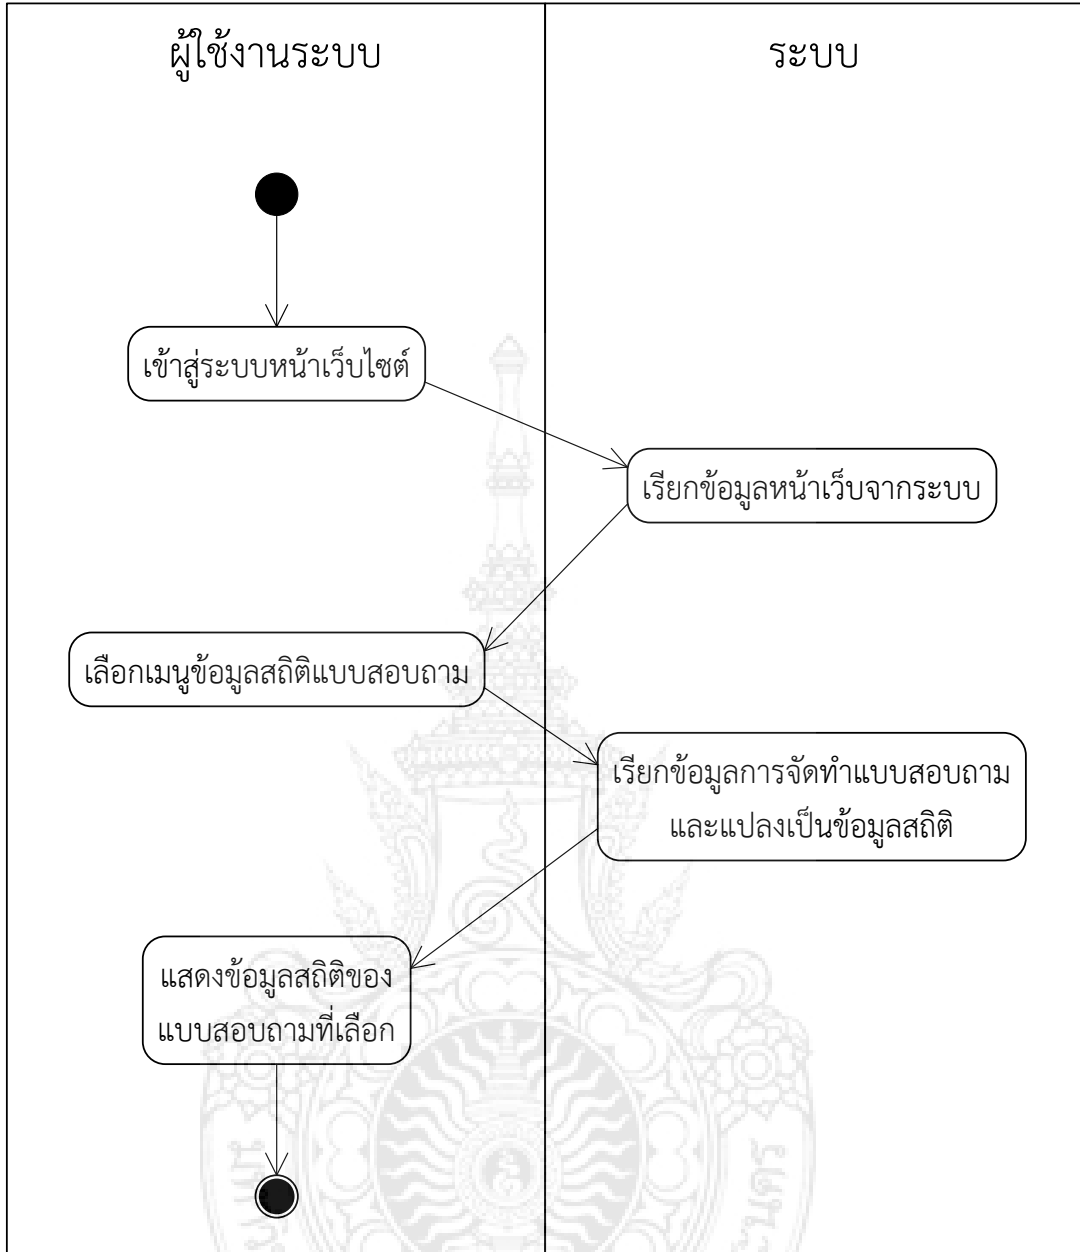 ผู้ใช้งานระบบ
ระบบ
เข้าสู่ระบบหน้าเว็บไซต์
เรียกข้อมูลหน้าเว็บจากระบบ
เลือกเมนูข้อมูลสถิติแบบสอบถาม
เรียกข้อมูลการจัดทำแบบสอบถาม
และแปลงเป็นข้อมูลสถิติ
แสดงข้อมูลสถิติของ
แบบสอบถามที่เลือก